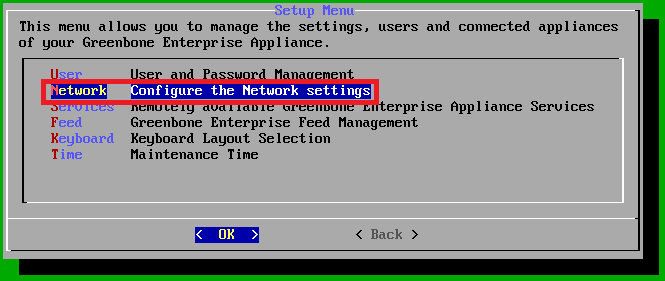 Setup Menu
This menu allows you to manage the settings, users and connected appliances
of your Greenbone Enterprise Appliance.
User User and Password Management
Network Configure the Network settings
Services Remotely available Greenbone Enterprise Appliance Services
Feed Greenbone Enterprise Feed Management
Keyboard Keyboard Layout Selection
Time Maintenance Time
< OK > < Back >